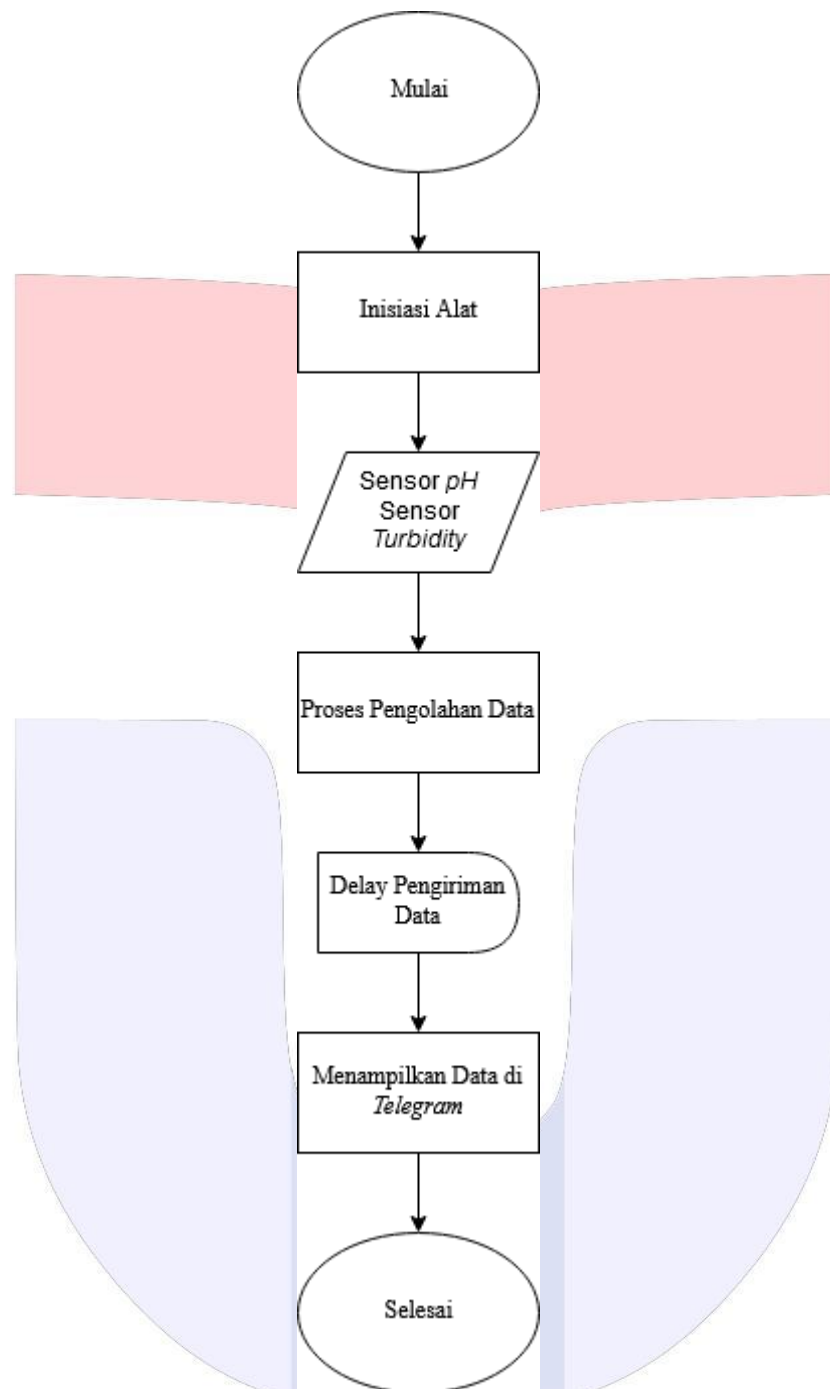 Mulai
Inisiasi Alat
Sensor pH
Sensor
Turbidity
Proses Pengolahan Data
Delay Pengiriman
Data
Menampilkan Data di
Telegram
Selesai